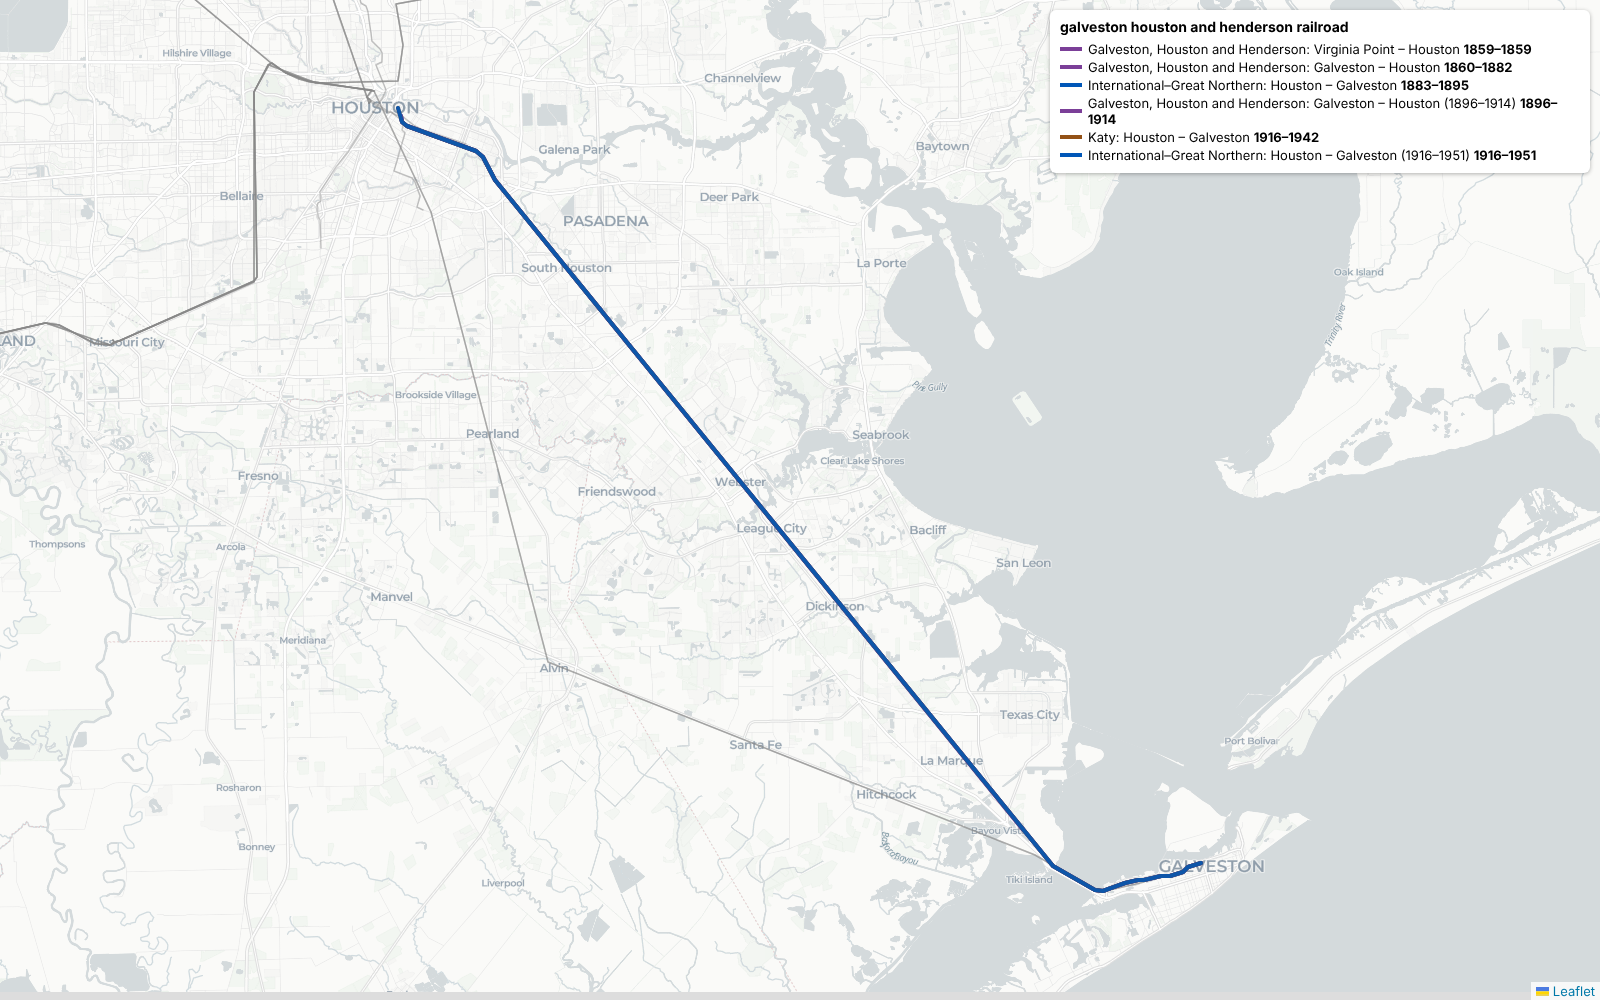 galveston houston and henderson railroad
Galveston, Houston and Henderson: Virginia Point – Houston 1859–1859
Galveston, Houston and Henderson: Galveston – Houston 1860–1882
International–Great Northern: Houston – Galveston 1883–1895
Galveston, Houston and Henderson: Galveston – Houston (1896–1914) 1896–
1914
Katy: Houston – Galveston 1916–1942
International–Great Northern: Houston – Galveston (1916–1951) 1916–1951
Hilshire Village
Channelview
HOUSTON
Galena Park
Baytown
Bellaire
Deer Park
PASADENA
South Houston
La Porte
Oak Island
Trinity River
LAND
Missouri City
Pine Gully
Brookside Village
Pearland
Seabrook
Clear Lake Shores
Fresno
Webster
Friendswood
League City
Bacliff
Thompsons
Arcola
San Leon
Manvel
Dickinson
Meridiana
Alvin
Texas City
Santa Fe
Port Bolivar
La Marque
Rosharon
Hitchcock
Bayou Vista
Bonney
GALVESTON
Tiki Island
Liverpool
Leaflet